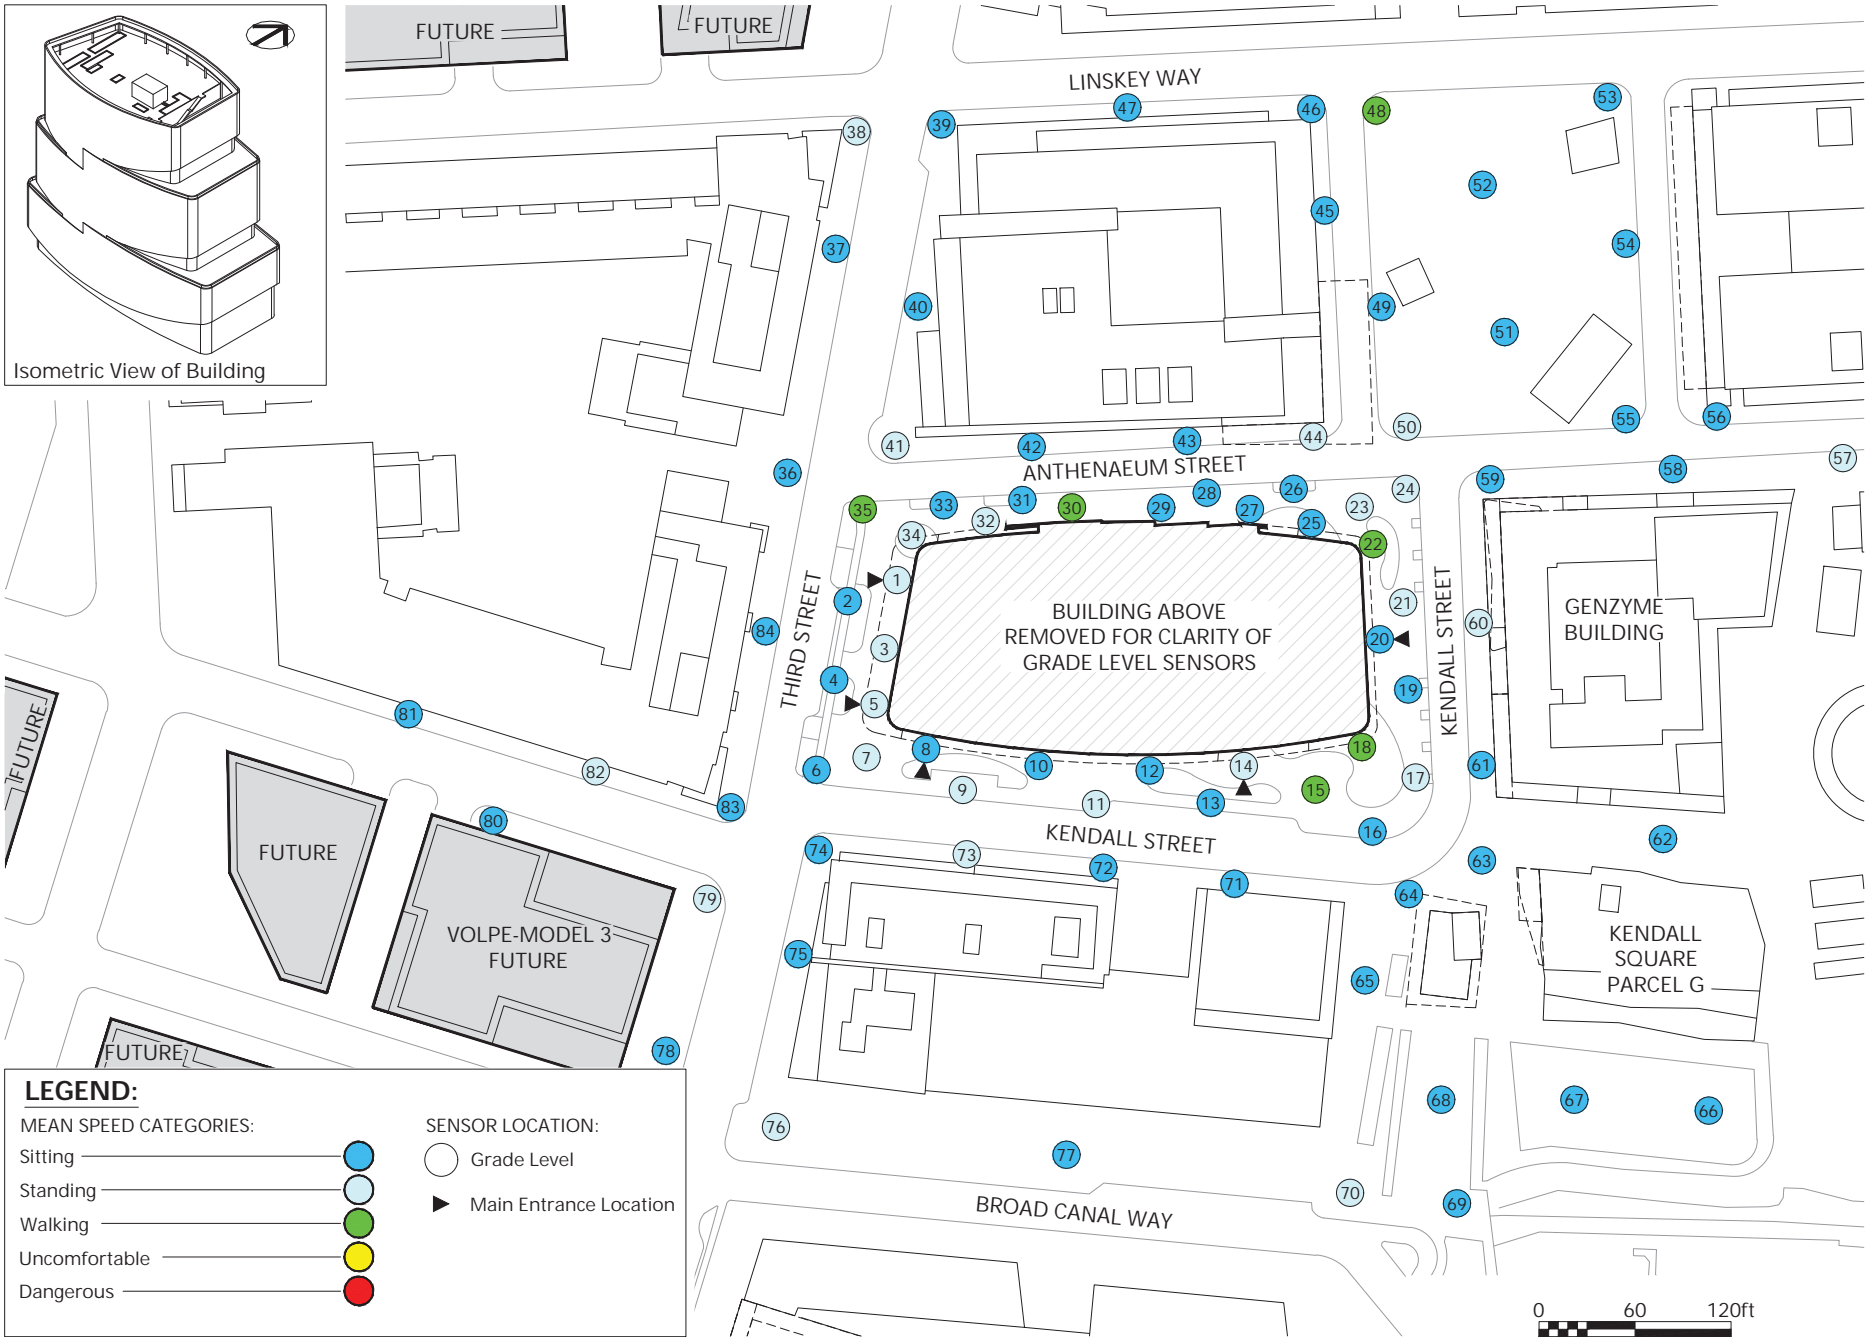 Isometric View of Building
FUTURE
FUTURE
LINSKEY WAY
53
47
46
48
39
38
52
45
37
54
40
49
51
55
56
50
44
43
42
41
ANTHENAEUM STREET
57
58
59
36
24
26
28
31
33
35
32
30
29
27
23
25
34
22
1
2
21
THIRD STREET
KENDALL STREET
BUILDING ABOVE
REMOVED FOR CLARITY OF
GRADE LEVEL SENSORS
GENZYME
BUILDING
60
84
20
3
4
19
5
81
FUTURE
18
8
7
6
10
12
14
61
17
82
9
15
11
13
83
80
16
KENDALL STREET
62
63
74
73
72
71
64
FUTURE
79
VOLPE-MODEL 3
FUTURE
KENDALL
SQUARE
PARCEL G
75
65
78
FUTURE
68
67
66
76
77
70
69
BROAD CANAL WAY
LEGEND:
MEAN SPEED CATEGORIES:
Sitting
Standing
Walking
Uncomfortable
Dangerous
SENSOR LOCATION:
Grade Level
Main Entrance Location
0 60 120ft